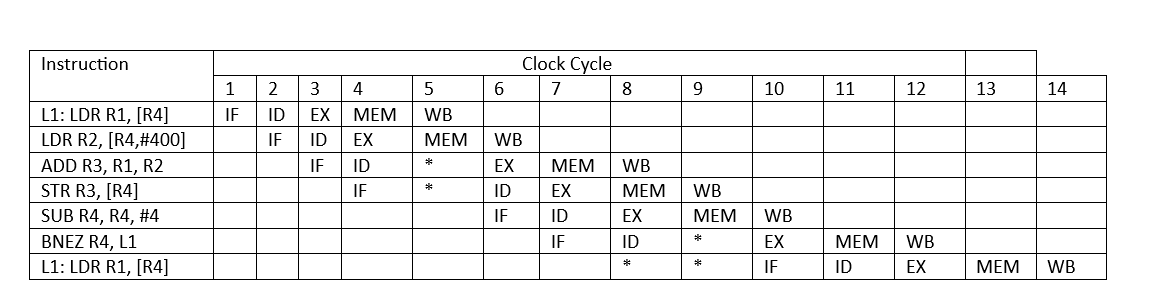 Instruction Clock Cycle
1 2 3 4 5 6 7 8 9 10 11 12 13 14
L1: LDR R1, [R4] IF ID EX MEM WB
LDR R2, [R4,#400] IF ID EX MEM WB
ADD R3, R1, R2 IF ID * EX MEM WB
STR R3, [R4] IF * ID EX MEM WB
SUB R4, R4, #4 IF ID EX MEM WB
BNEZ R4, L1 IF ID * EX MEM WB
L1: LDR R1, [R4] * * IF ID EX MEM WB